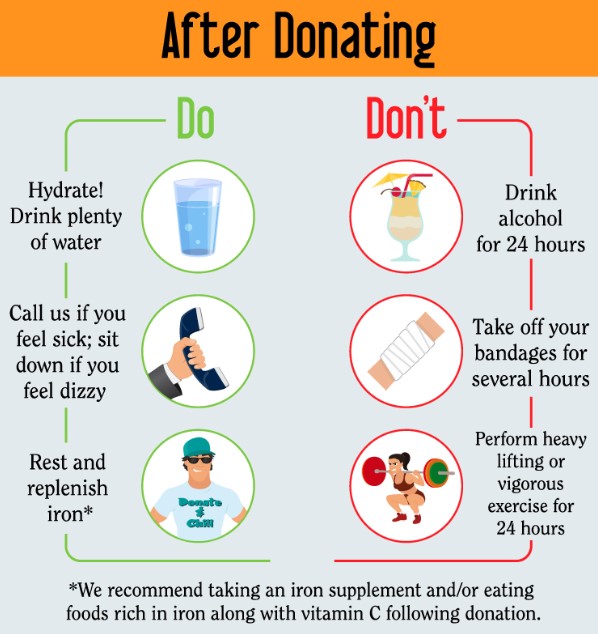 After Donating
Do
Hydrate!
Drink plenty
of water
Call us if you
feel sick; sit
down if you
feel dizzy
Rest and
replenish
iron*
Donate
&
Chill
Don't
Drink
alcohol
for 24 hours
Take off your
bandages for
several hours
Perform heavy
lifting or
vigorous
exercise for
24 hours
*We recommend taking an iron supplement and/or eating
foods rich in iron along with vitamin C following donation.